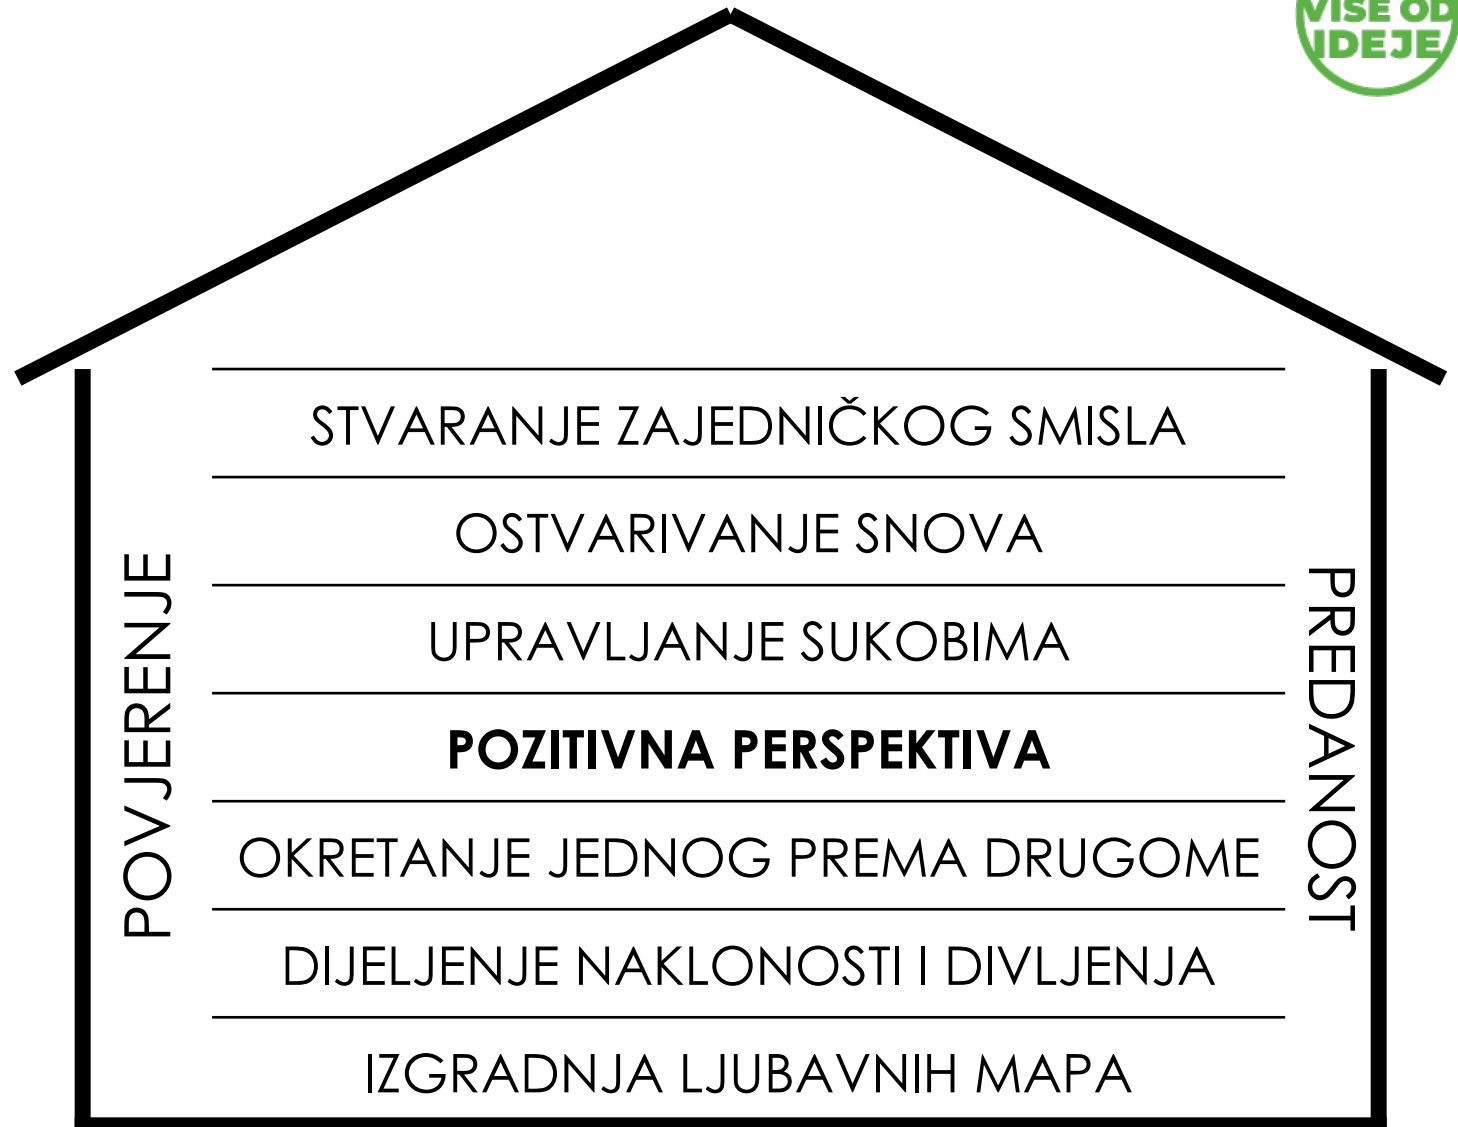 VIŠE OD
IDEJE
STVARANJE ZAJEDNIČKOG SMISLA
OSTVARIVANJE SNOVA
UPRAVLJANJE SUKOBIMA
POZITIVNA PERSPEKTIVA
OKRETANJE JEDNOG PREMA DRUGOME
DIJELJENJE NAKLONOSTI I DIVLJENJA
IZGRADNJA LJUBAVNIH MAPA
POVJERENJE
PREDANOST